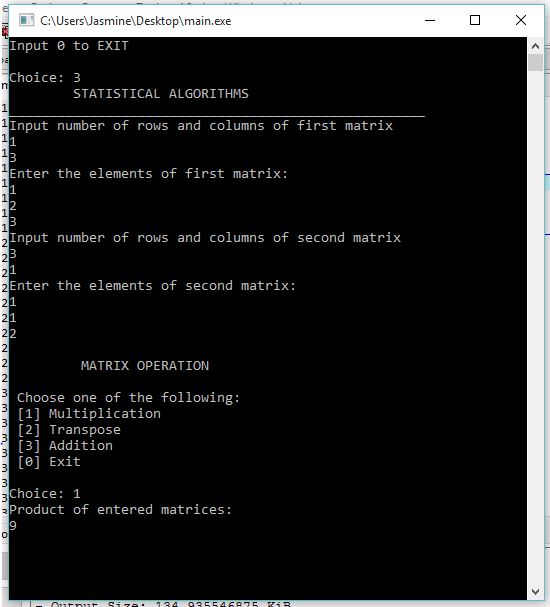 C:\Users\Jasmine\Desktop\main.exe
Input 0 to EXIT
Choice: 3
STATISTICAL ALGORITHMS
Input number of rows and columns of first matrix
1
3
Enter the elements of first matrix:
1
2
3
Input number of rows and columns of second matrix
3
1
Enter the elements of second matrix:
1
1
2
MATRIX OPERATION
Choose one of the following:
[1] Multiplication
[2] Transpose
[3] Addition
[0] Exit
Choice: 1
Product of entered matrices:
9
- Output Size: 134.935546875 KiB